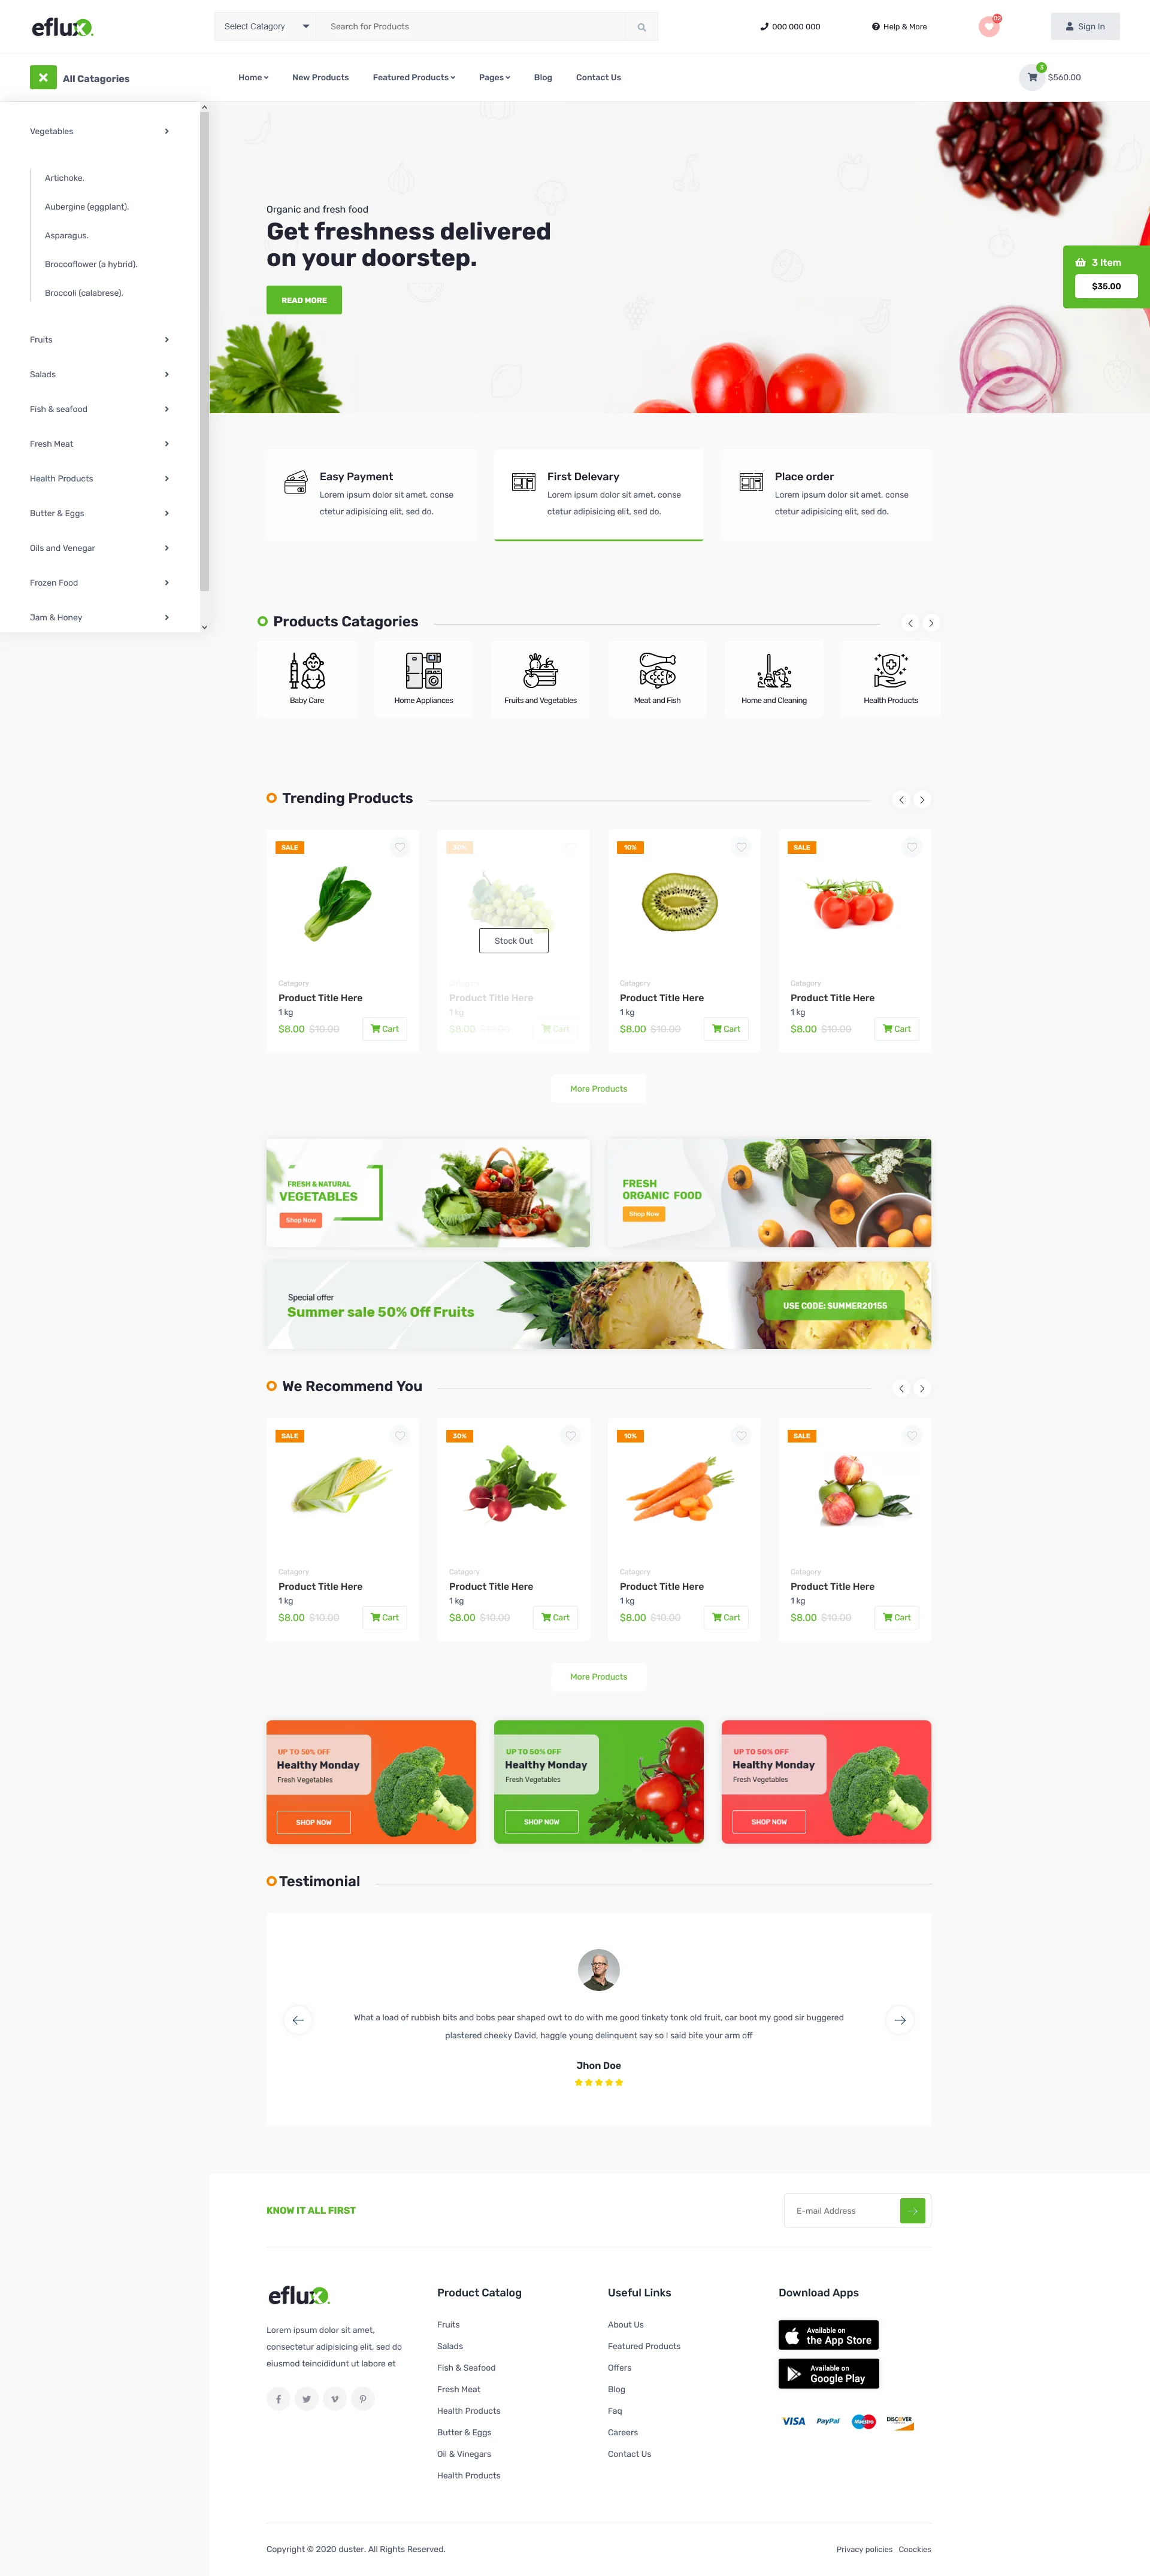 eflux.
Select Catagory
Search for Products
000 000 000
Help & More
Sign In
All Catagories
Home
New Products
Featured Products
Pages
Blog
Contact Us
3
$560.00
Vegetables
Artichoke.
Aubergine (eggplant).
Asparagus.
Broccoflower (a hybrid).
Broccoli (calabrese).
Fruits
Salads
Fish & seafood
Fresh Meat
Health Products
Butter & Eggs
Oils and Venegar
Frozen Food
Jam & Honey
Organic and fresh food
Get freshness delivered
on your doorstep.
READ MORE
3 Item
$35.00
Easy Payment
Lorem ipsum dolor sit amet, conse
ctetur adipisicing elit, sed do.
First Delevary
Lorem ipsum dolor sit amet, conse
ctetur adipisicing elit, sed do.
Place order
Lorem ipsum dolor sit amet, conse
ctetur adipisicing elit, sed do.
Products Catagories
Baby Care
Home Appliances
Fruits and Vegetables
Meat and Fish
Home and Cleaning
Health Products
Trending Products
SALE
Catagory
Product Title Here
1 kg
$8.00 $10.00
Cart
Stock Out
Product Title Here
1 kg
$8.00 $10.00
Cart
10%
Catagory
Product Title Here
1 kg
$8.00 $10.00
Cart
SALE
Catagory
Product Title Here
1 kg
$8.00 $10.00
Cart
More Products
FRESH & NATURAL
VEGETABLES
Shop Now
FRESH
ORGANIC FOOD
Shop Now
Special offer
Summer sale 50% Off Fruits
USE CODE: SUMMER20155
We Recommend You
SALE
Catagory
Product Title Here
1 kg
$8.00 $10.00
Cart
30%
Catagory
Product Title Here
1 kg
$8.00 $10.00
Cart
10%
Catagory
Product Title Here
1 kg
$8.00 $10.00
Cart
SALE
Catagory
Product Title Here
1 kg
$8.00 $10.00
Cart
More Products
UP TO 50% OFF
Healthy Monday
Fresh Vegetables
SHOP NOW
UP TO 50% OFF
Healthy Monday
Fresh Vegetables
SHOP NOW
UP TO 50% OFF
Healthy Monday
Fresh Vegetables
SHOP NOW
Testimonial
What a load of rubbish bits and bobs pear shaped owt to do with me good tinkety tonk old fruit, car boot my good sir buggered
plastered cheeky David, haggle young delinquent say so I said bite your arm off
Jhon Doe
KNOW IT ALL FIRST
E-mail Address
eflux.
Lorem ipsum dolor sit amet,
consectetur adipisicing elit, sed do
eiusmod teincididunt ut labore et
Product Catalog
Fruits
Salads
Fish & Seafood
Fresh Meat
Health Products
Butter & Eggs
Oil & Vinegars
Health Products
Useful Links
About Us
Featured Products
Offers
Blog
Faq
Careers
Contact Us
Download Apps
Available on
the App Store
Available on
Google Play
VISA
PayPal
Maestro
DISCOVER
Copyright © 2020 duster. All Rights Reserved.
Privacy policies
Coockies